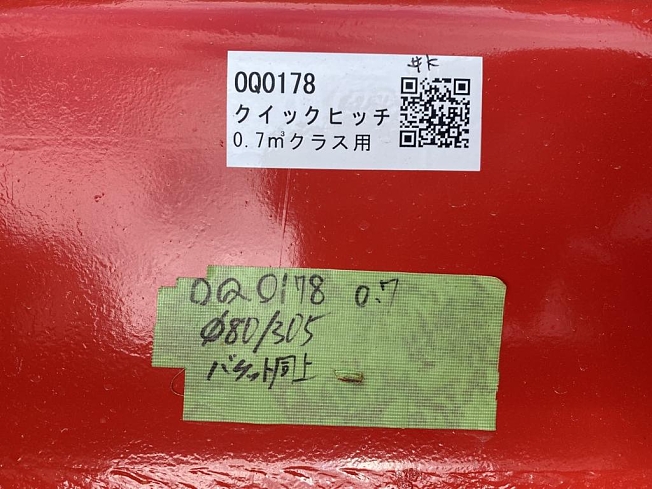 OQ0178
クイックヒッチ
0.7㎥クラス用
OQ0178 0.7
φ80/305
バケット同上